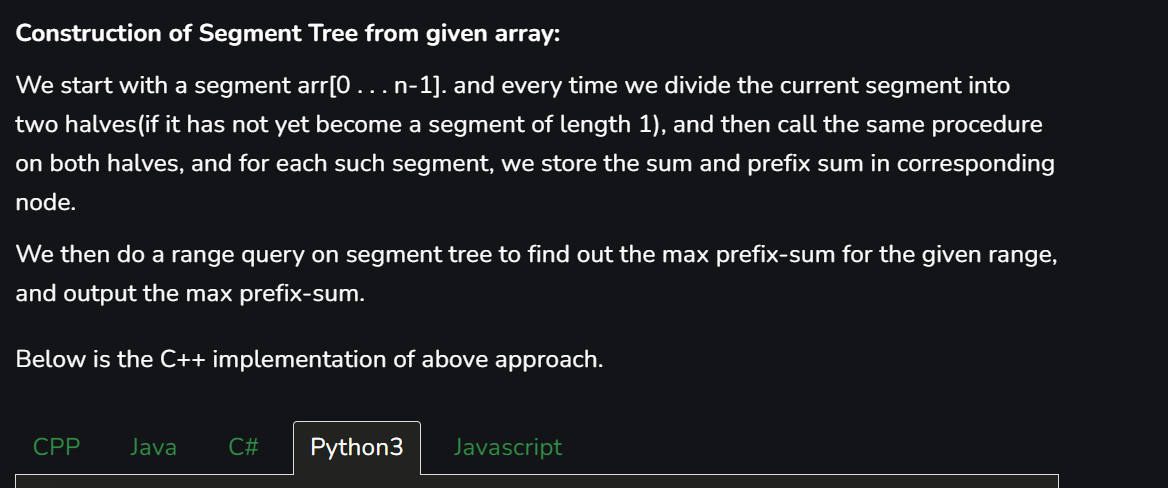 Construction of Segment Tree from given array:
We start with a segment arr[0 . . . n-1]. and every time we divide the current segment into
two halves(if it has not yet become a segment of length 1), and then call the same procedure
on both halves, and for each such segment, we store the sum and prefix sum in corresponding
node.
We then do a range query on segment tree to find out the max prefix-sum for the given range,
and output the max prefix-sum.
Below is the C++ implementation of above approach.
CPP Java C# Python3 Javascript